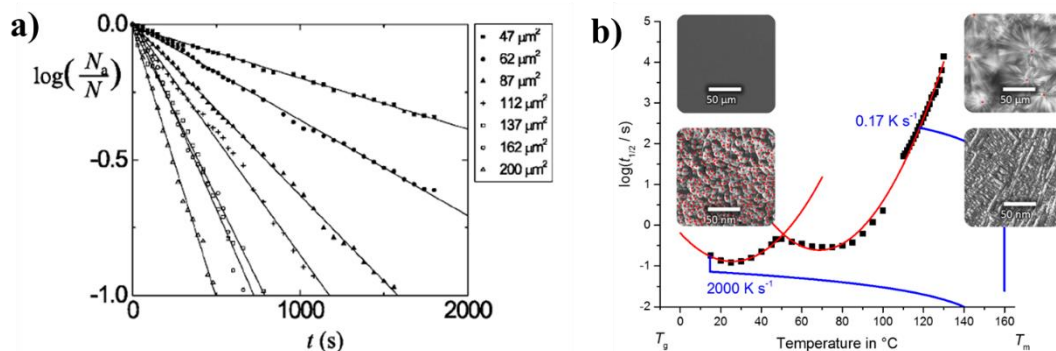 a)
0.0
-0.5
-1.0
log(Na/N)
0
1000
2000
t (s)
47 μm²
62 μm²
87 μm²
112 μm²
137 μm²
162 μm²
200 μm²
b)
5
4
3
2
1
0
-1
-2
log(t1/2 / s)
50 μm
50 μm
0.17 K s⁻¹
50 nm
50 nm
2000 K s⁻¹
0 20 40 60 80 100 120 140 160
Tg Temperature in °C Tm